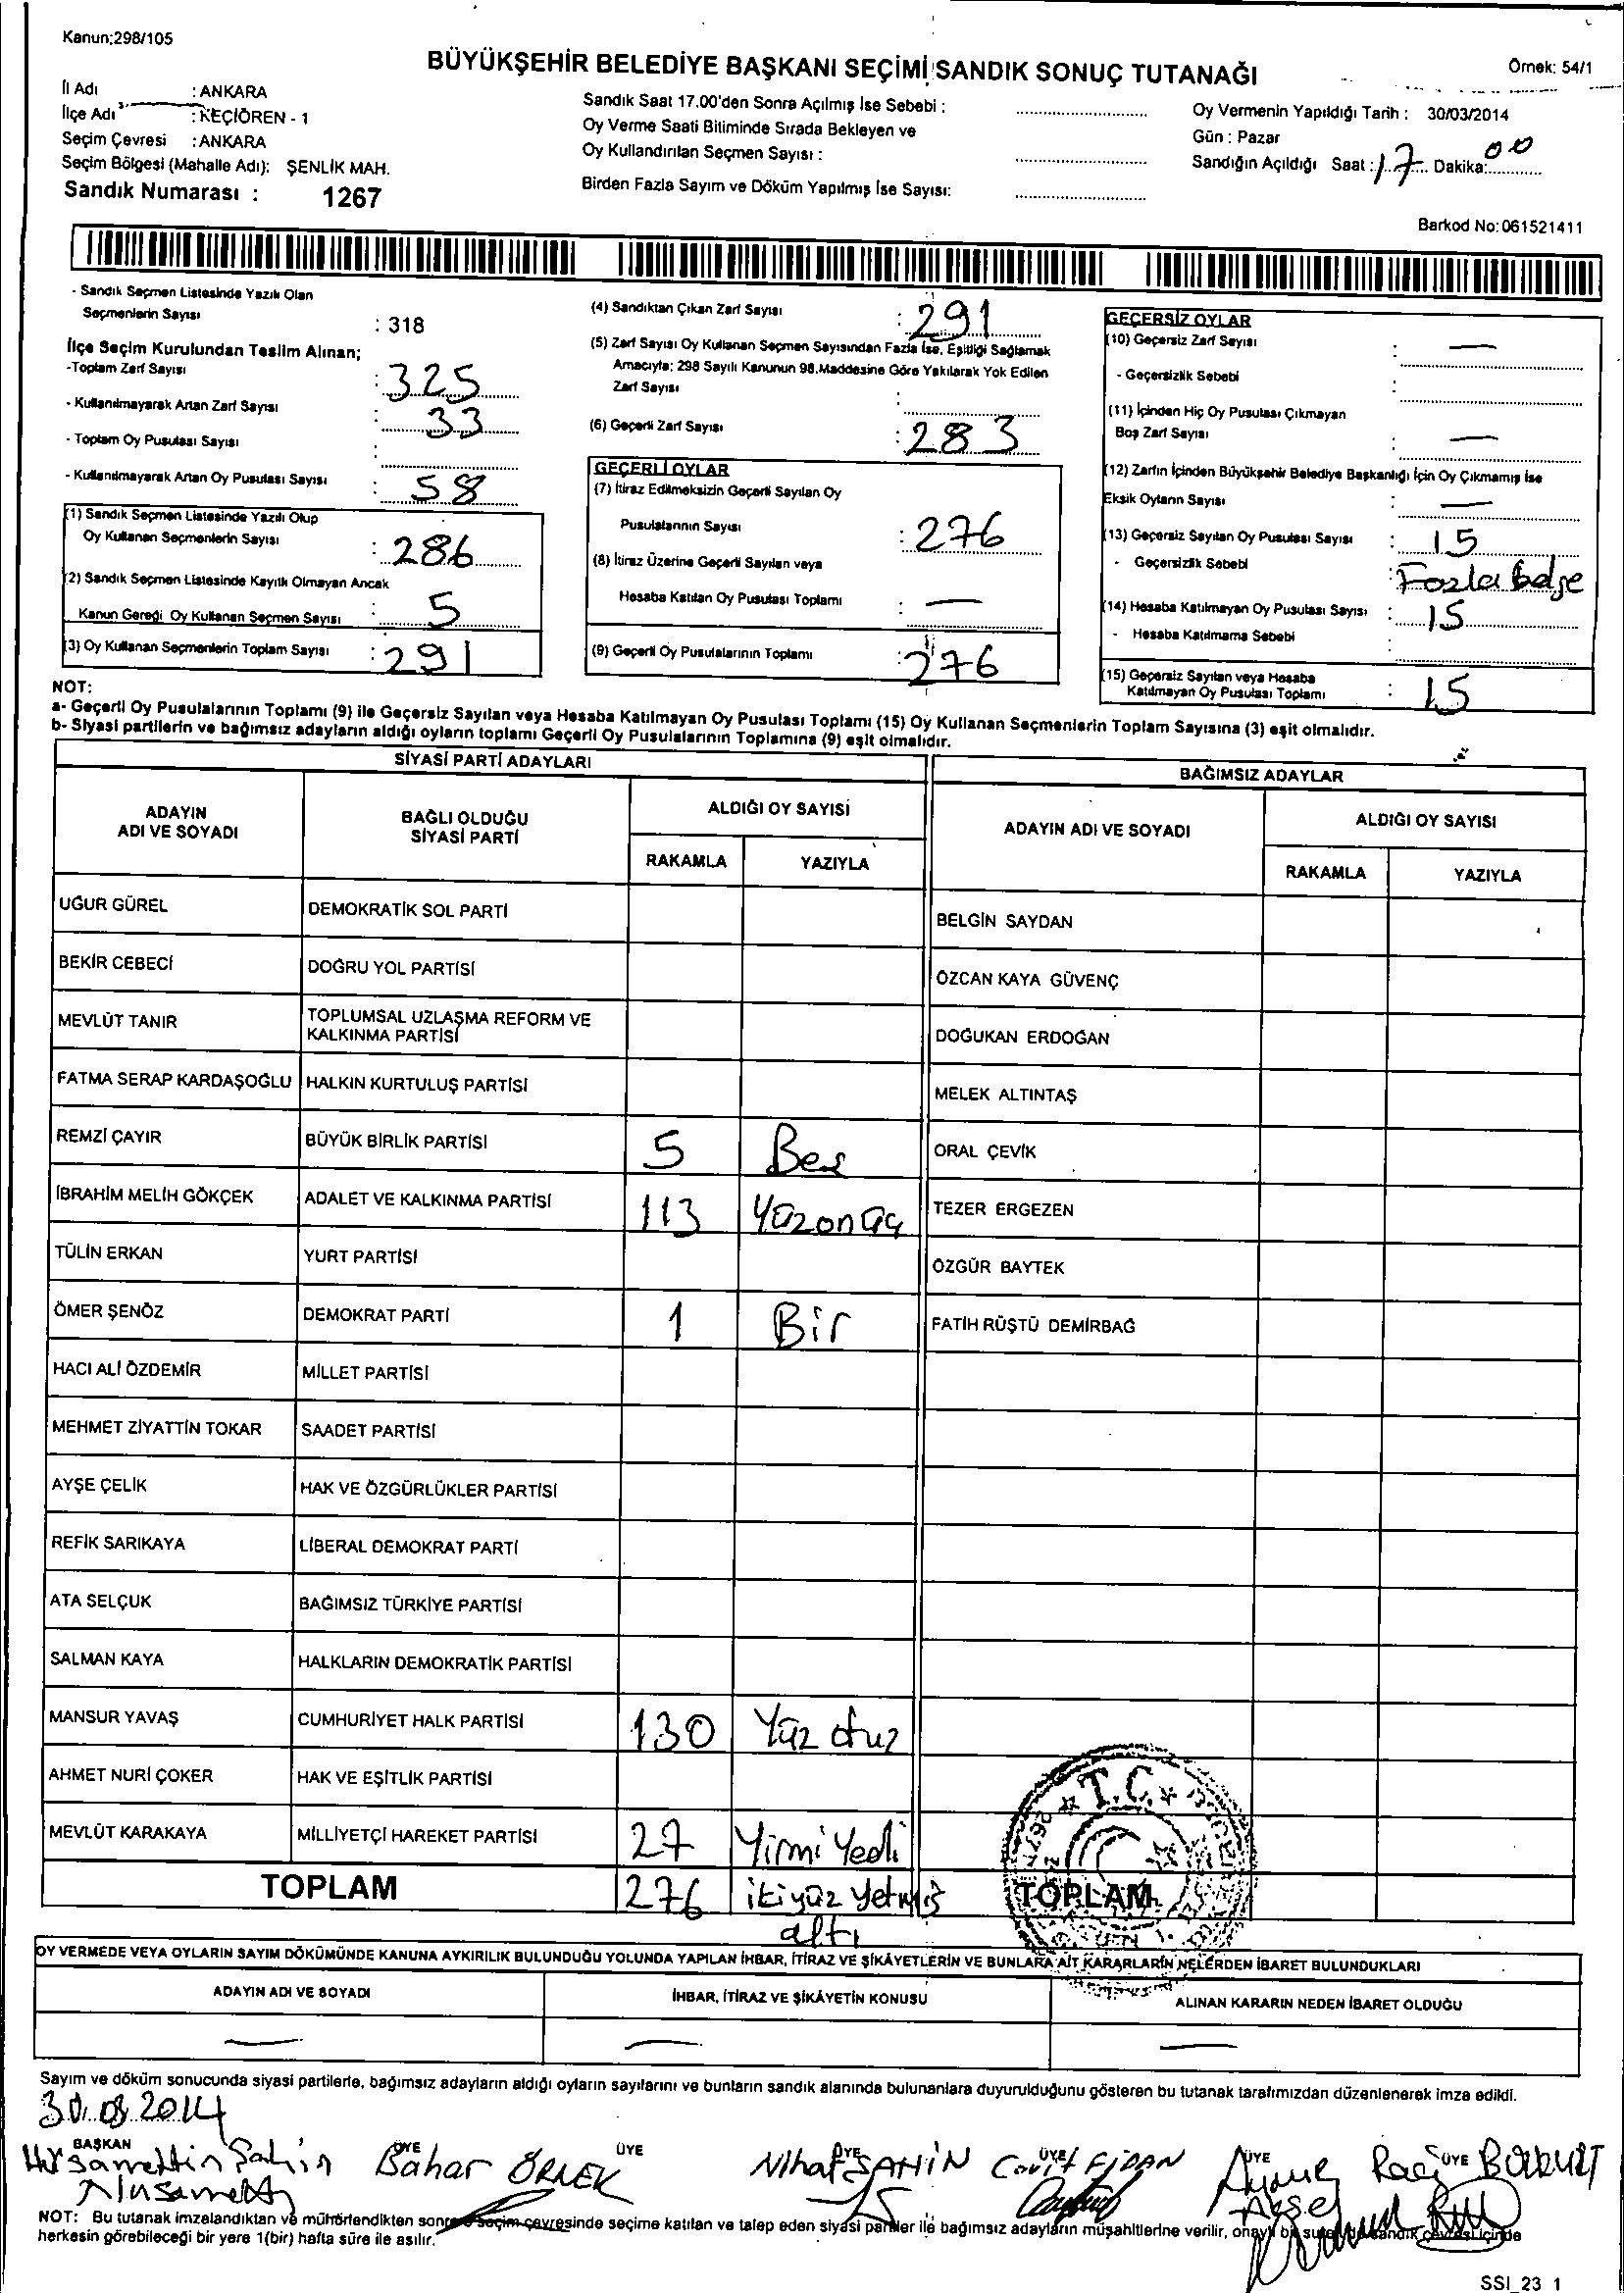 Kanun;298/105
BÜYÜKŞEHİR BELEDİYE BAŞKANI SEÇİMİ SANDIK SONUÇ TUTANAĞI
Örnek: 54/1
İl Adı : ANKARA
İlçe Adı : KEÇİÖREN - 1
Seçim Çevresi : ANKARA
Seçim Bölgesi (Mahalle Adı): ŞENLİK MAH.
Sandık Numarası : 1267
Sandık Saat 17.00'den Sonra Açılmış İse Sebebi :
Oy Verme Saati Bitiminde Sırada Bekleyen ve
Oy Kullandırılan Seçmen Sayısı :
Birden Fazla Sayım ve Döküm Yapılmış İse Sayısı:
Oy Vermenin Yapıldığı Tarih : 30/03/2014
Gün : Pazar
Sandığın Açıldığı Saat : 17 Dakika: 00
Barkod No: 061521411
- Sandık Seçmen Listesinde Yazılı Olan
Seçmenlerin Sayısı : 318
İlçe Seçim Kurulundan Teslim Alınan;
-Toplam Zarf Sayısı : 325
- Kullanılmayarak Artan Zarf Sayısı : 33
- Toplam Oy Pusulası Sayısı :
- Kullanılmayarak Artan Oy Pusulası Sayısı : 58
(1) Sandık Seçmen Listesinde Yazılı Olup
Oy Kullanan Seçmenlerin Sayısı : 286
(2) Sandık Seçmen Listesinde Kayıtlı Olmayan Ancak
Kanun Gereği Oy Kullanan Seçmen Sayısı : 5
(3) Oy Kullanan Seçmenlerin Toplam Sayısı : 291
(4) Sandıktan Çıkan Zarf Sayısı : 291
(5) Zarf Sayısı Oy Kullanan Seçmen Sayısından Fazla İse, Eşitliği Sağlamak
Amacıyla; 298 Sayılı Kanunun 98.Maddesine Göre Yakılarak Yok Edilen
Zarf Sayısı :
(6) Geçerli Zarf Sayısı : 283
GEÇERLİ OYLAR
(7) İtiraz Edilmeksizin Geçerli Sayılan Oy
Pusulalarının Sayısı : 276
(8) İtiraz Üzerine Geçerli Sayılan veya
Hesaba Katılan Oy Pusulası Toplamı : —
(9) Geçerli Oy Pusulalarının Toplamı : 276
GEÇERSİZ OYLAR
(10) Geçersiz Zarf Sayısı : —
- Geçersizlik Sebebi :
(11) İçinden Hiç Oy Pusulası Çıkmayan
Boş Zarf Sayısı : —
(12) Zarfın İçinden Büyükşehir Belediye Başkanlığı İçin Oy Çıkmamış İse
Eksik Oyların Sayısı : —
(13) Geçersiz Sayılan Oy Pusulası Sayısı : 15
- Geçersizlik Sebebi : Fazla belge
(14) Hesaba Katılmayan Oy Pusulası Sayısı : 15
- Hesaba Katılmama Sebebi :
(15) Geçersiz Sayılan veya Hesaba
Katılmayan Oy Pusulası Toplamı : 15
NOT:
a- Geçerli Oy Pusulalarının Toplamı (9) ile Geçersiz Sayılan veya Hesaba Katılmayan Oy Pusulası Toplamı (15) Oy Kullanan Seçmenlerin Toplam Sayısına (3) eşit olmalıdır.
b- Siyasi partilerin ve bağımsız adayların aldığı oyların toplamı Geçerli Oy Pusulalarının Toplamına (9) eşit olmalıdır.
SİYASİ PARTİ ADAYLARI
ADAYIN ADI VE SOYADI BAĞLI OLDUĞU SİYASİ PARTİ ALDIĞI OY SAYISI
RAKAMLA YAZIYLA
UĞUR GÜREL DEMOKRATİK SOL PARTİ
BEKİR CEBECİ DOĞRU YOL PARTİSİ
MEVLÜT TANIR TOPLUMSAL UZLAŞMA REFORM VE KALKINMA PARTİSİ
FATMA SERAP KARDAŞOĞLU HALKIN KURTULUŞ PARTİSİ
REMZİ ÇAYIR BÜYÜK BİRLİK PARTİSİ 5 Beş
İBRAHİM MELİH GÖKÇEK ADALET VE KALKINMA PARTİSİ 113 Yüzonüç
TÜLİN ERKAN YURT PARTİSİ
ÖMER ŞENÖZ DEMOKRAT PARTİ 1 Bir
HACI ALİ ÖZDEMİR MİLLET PARTİSİ
MEHMET ZİYATTİN TOKAR SAADET PARTİSİ
AYŞE ÇELİK HAK VE ÖZGÜRLÜKLER PARTİSİ
REFİK SARIKAYA LİBERAL DEMOKRAT PARTİ
ATA SELÇUK BAĞIMSIZ TÜRKİYE PARTİSİ
SALMAN KAYA HALKLARIN DEMOKRATİK PARTİSİ
MANSUR YAVAŞ CUMHURİYET HALK PARTİSİ 130 Yüz otuz
AHMET NURİ ÇOKER HAK VE EŞİTLİK PARTİSİ
MEVLÜT KARAKAYA MİLLİYETÇİ HAREKET PARTİSİ 27 Yirmi Yedi
TOPLAM 276 ikiyüz yetmiş altı
BAĞIMSIZ ADAYLAR
ADAYIN ADI VE SOYADI ALDIĞI OY SAYISI
RAKAMLA YAZIYLA
BELGİN SAYDAN
ÖZCAN KAYA GÜVENÇ
DOĞUKAN ERDOĞAN
MELEK ALTINTAŞ
ORAL ÇEVİK
TEZER ERGEZEN
ÖZGÜR BAYTEK
FATİH RÜŞTÜ DEMİRBAĞ
T.C.
TOPLAM
OY VERMEDE VEYA OYLARIN SAYIM DÖKÜMÜNDE KANUNA AYKIRILIK BULUNDUĞU YOLUNDA YAPILAN İHBAR, İTİRAZ VE ŞİKÂYETLERİN VE BUNLARA AİT KARARLARIN NELERDEN İBARET BULUNDUKLARI
ADAYIN ADI VE SOYADI İHBAR, İTİRAZ VE ŞİKÂYETİN KONUSU ALINAN KARARIN NEDEN İBARET OLDUĞU
— — —
Sayım ve döküm sonucunda siyasi partilerle, bağımsız adayların aldığı oyların sayılarını ve bunların sandık alanında bulunanlara duyurulduğunu gösteren bu tutanak tarafımızdan düzenlenerek imza edildi.
30.03.2014
BAŞKAN ÜYE ÜYE ÜYE ÜYE ÜYE ÜYE
Hüsamettin Şahin Bahar ÖRNEK Nihat ŞAHİN Cavit FİDAN
NOT: Bu tutanak imzalandıktan ve mühürlendikten sonra seçim çevresinde seçime katılan ve talep eden siyasi partiler ile bağımsız adayların müşahitlerine verilir, onaylı bir sureti de sandık çevresi içinde
herkesin görebileceği bir yere 1(bir) hafta süre ile asılır.
SSI_23_1